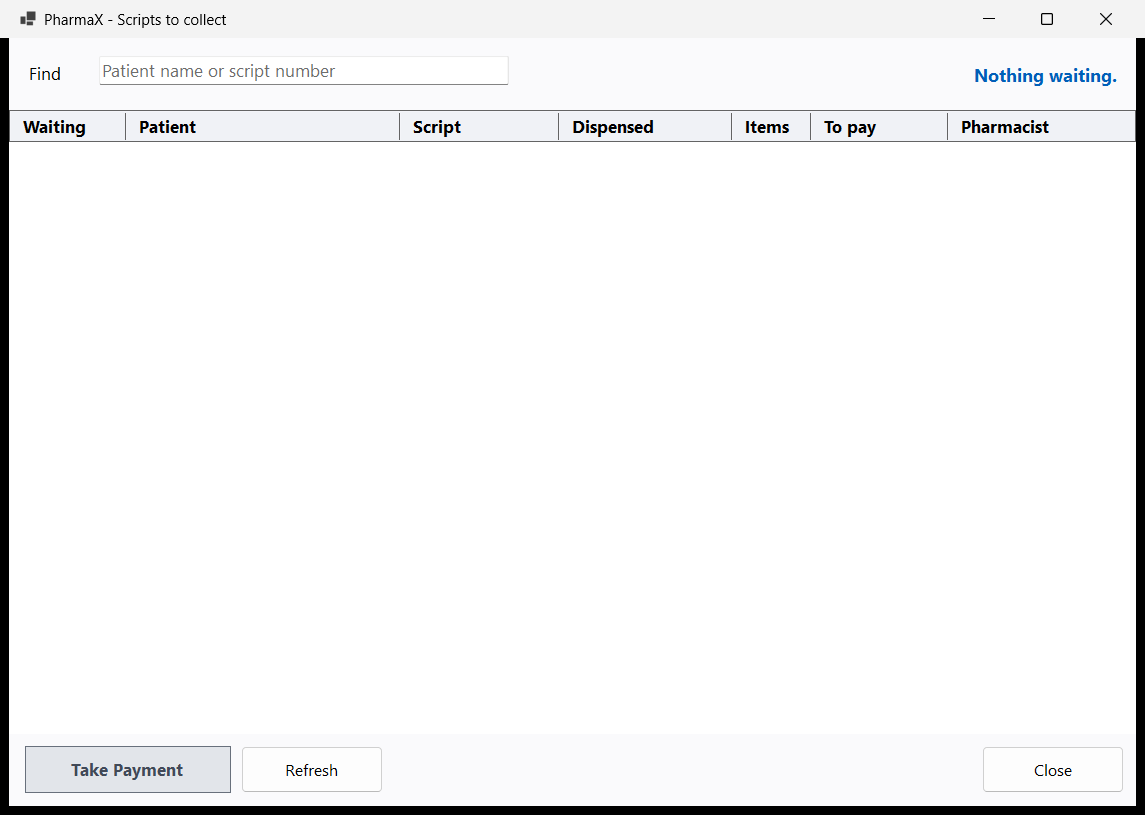 PharmaX - Scripts to collect
Find
Patient name or script number
Nothing waiting.
Waiting Patient Script Dispensed Items To pay Pharmacist
Take Payment Refresh Close